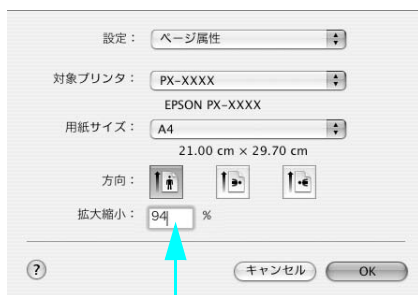 設定： ページ属性
対象プリンタ： PX-XXXX
EPSON PX-XXXX
用紙サイズ： A4
21.00 cm × 29.70 cm
方向：
拡大縮小： 94 %
? キャンセル OK